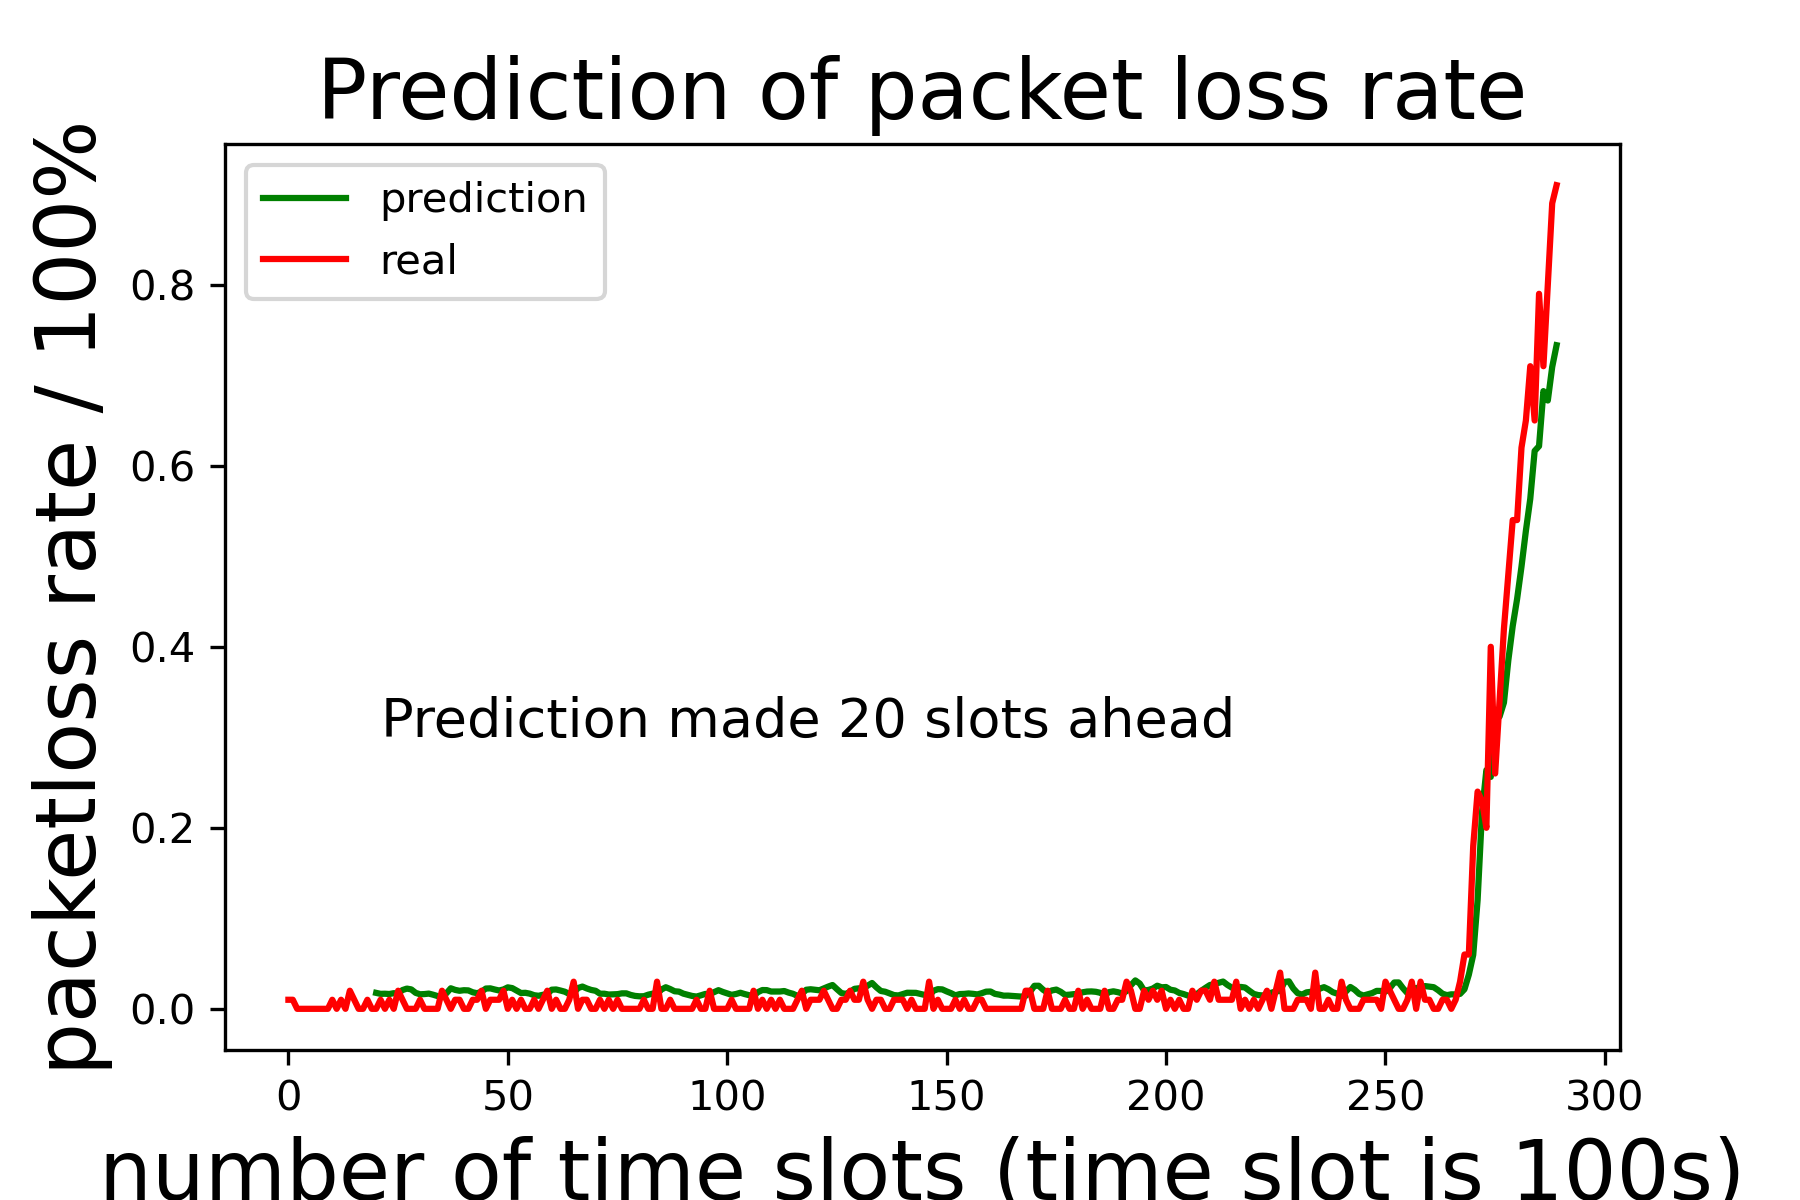 Prediction of packet loss rate
packetloss rate / 100%
prediction
real
0.8
0.6
0.4
0.2
0.0
Prediction made 20 slots ahead
0 50 100 150 200 250 300
number of time slots (time slot is 100s)